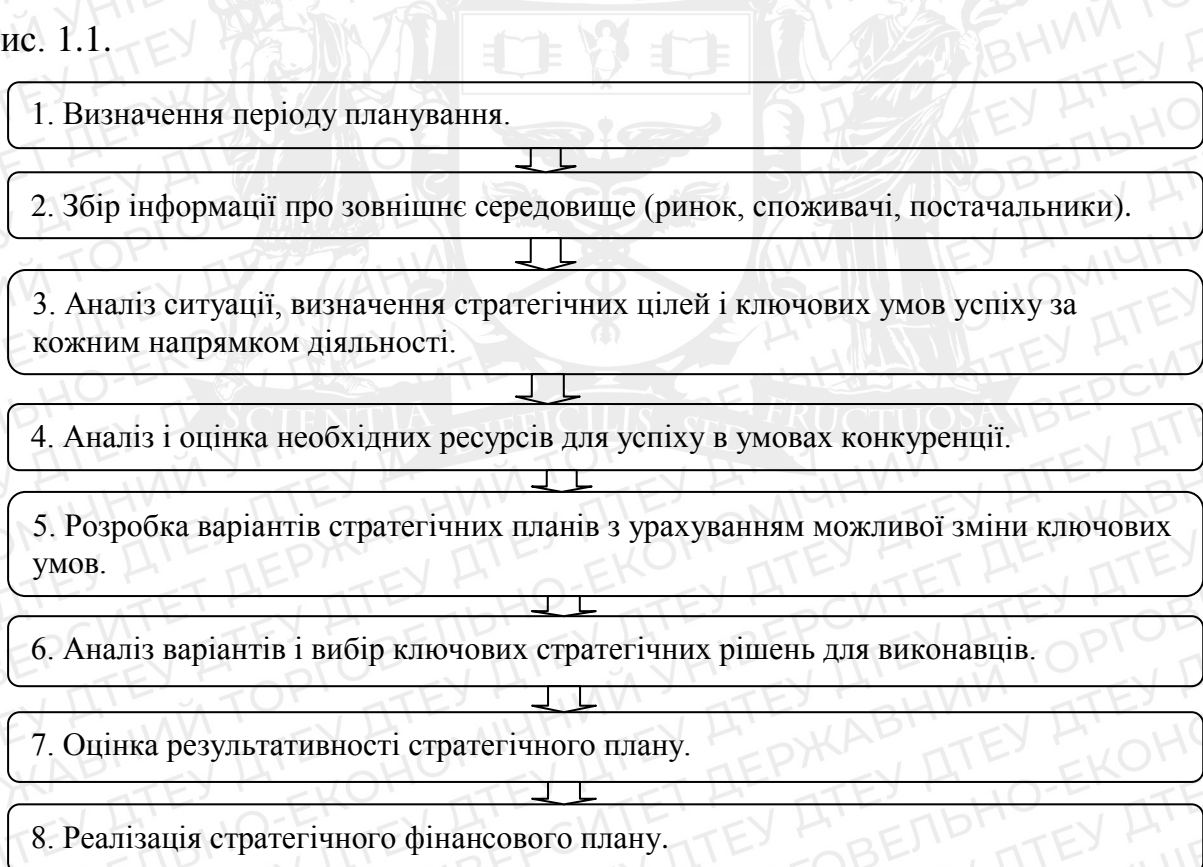 ис. 1.1.
1. Визначення періоду планування.
2. Збір інформації про зовнішнє середовище (ринок, споживачі, постачальники).
3. Аналіз ситуації, визначення стратегічних цілей і ключових умов успіху за
кожним напрямком діяльності.
4. Аналіз і оцінка необхідних ресурсів для успіху в умовах конкуренції.
5. Розробка варіантів стратегічних планів з урахуванням можливої зміни ключових
умов.
6. Аналіз варіантів і вибір ключових стратегічних рішень для виконавців.
7. Оцінка результативності стратегічного плану.
8. Реалізація стратегічного фінансового плану.